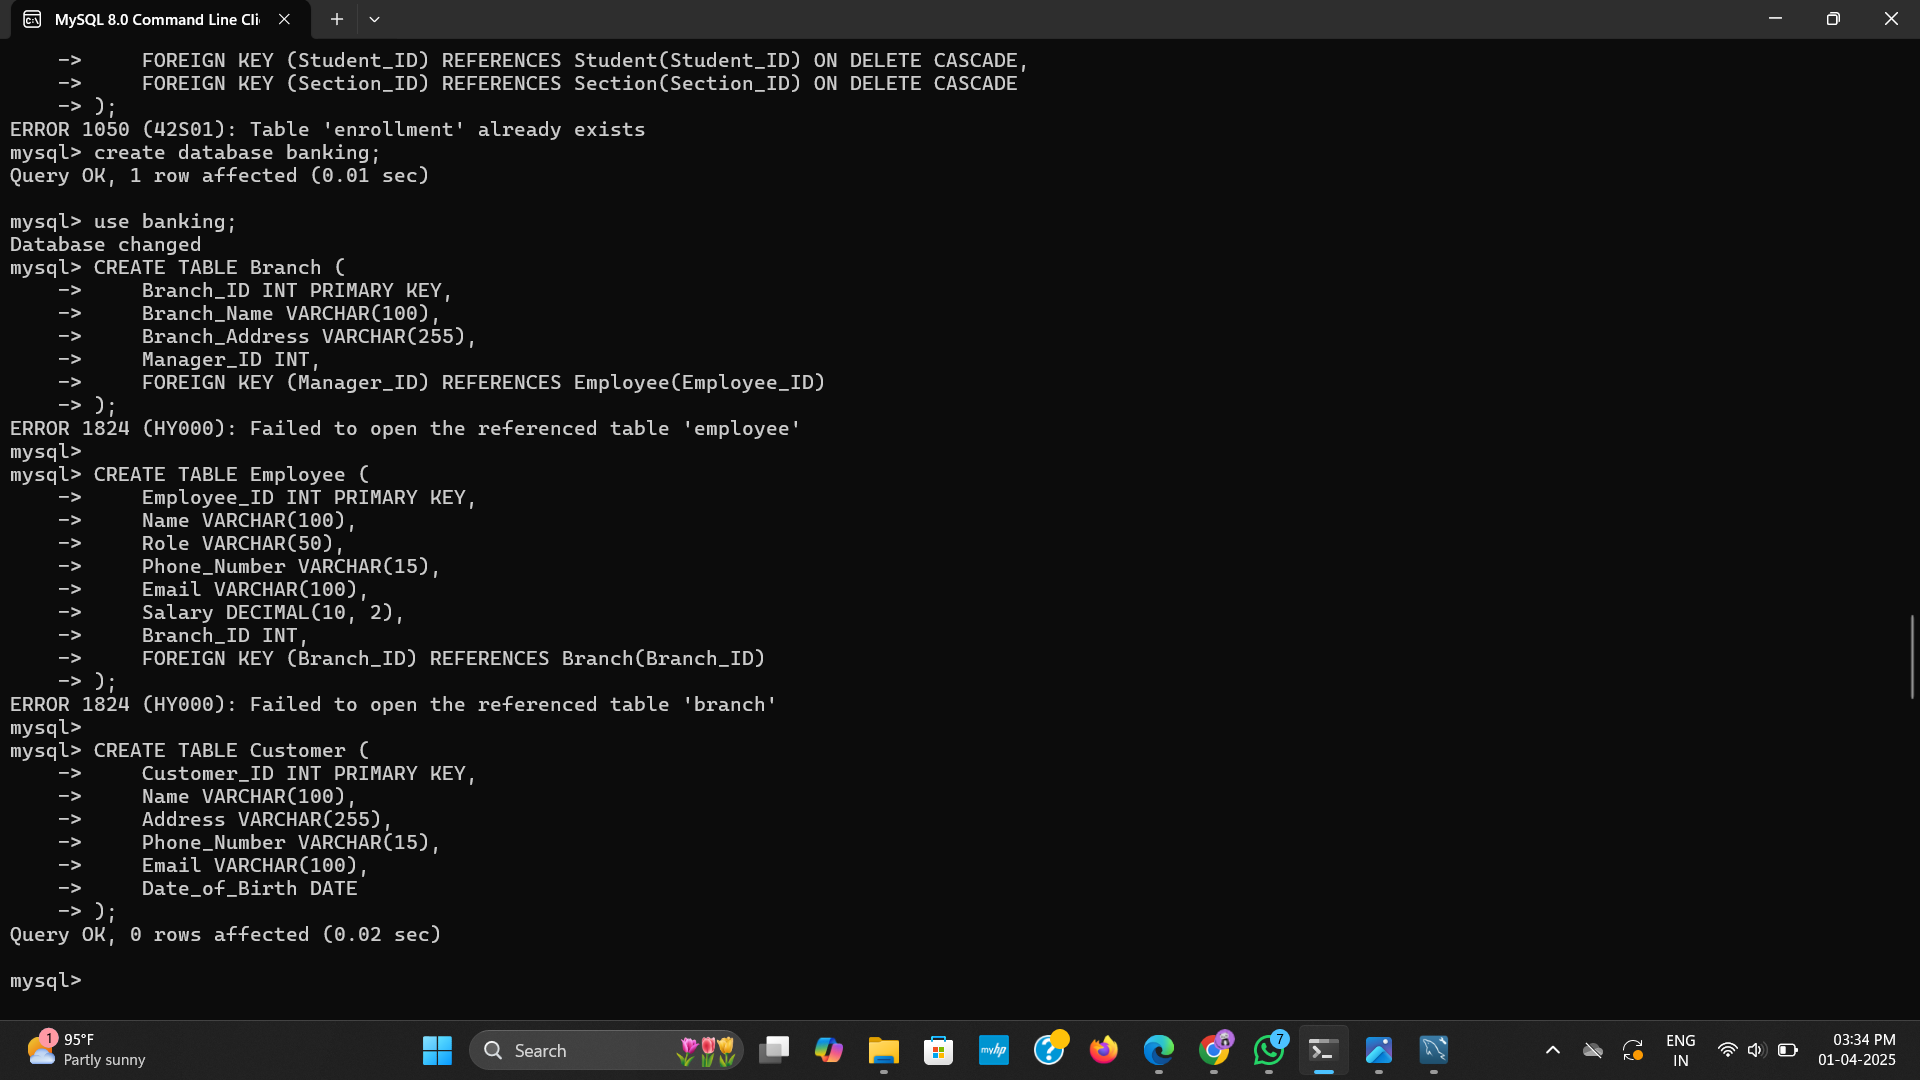 MySQL 8.0 Command Line Cli
-> FOREIGN KEY (Student_ID) REFERENCES Student(Student_ID) ON DELETE CASCADE,
-> FOREIGN KEY (Section_ID) REFERENCES Section(Section_ID) ON DELETE CASCADE
-> );
ERROR 1050 (42S01): Table 'enrollment' already exists
mysql> create database banking;
Query OK, 1 row affected (0.01 sec)
mysql> use banking;
Database changed
mysql> CREATE TABLE Branch (
-> Branch_ID INT PRIMARY KEY,
-> Branch_Name VARCHAR(100),
-> Branch_Address VARCHAR(255),
-> Manager_ID INT,
-> FOREIGN KEY (Manager_ID) REFERENCES Employee(Employee_ID)
-> );
ERROR 1824 (HY000): Failed to open the referenced table 'employee'
mysql>
mysql> CREATE TABLE Employee (
-> Employee_ID INT PRIMARY KEY,
-> Name VARCHAR(100),
-> Role VARCHAR(50),
-> Phone_Number VARCHAR(15),
-> Email VARCHAR(100),
-> Salary DECIMAL(10, 2),
-> Branch_ID INT,
-> FOREIGN KEY (Branch_ID) REFERENCES Branch(Branch_ID)
-> );
ERROR 1824 (HY000): Failed to open the referenced table 'branch'
mysql>
mysql> CREATE TABLE Customer (
-> Customer_ID INT PRIMARY KEY,
-> Name VARCHAR(100),
-> Address VARCHAR(255),
-> Phone_Number VARCHAR(15),
-> Email VARCHAR(100),
-> Date_of_Birth DATE
-> );
Query OK, 0 rows affected (0.02 sec)
mysql>
1
95°F
Partly sunny
Search
myhp
?
7
ENG
IN
03:34 PM
01-04-2025